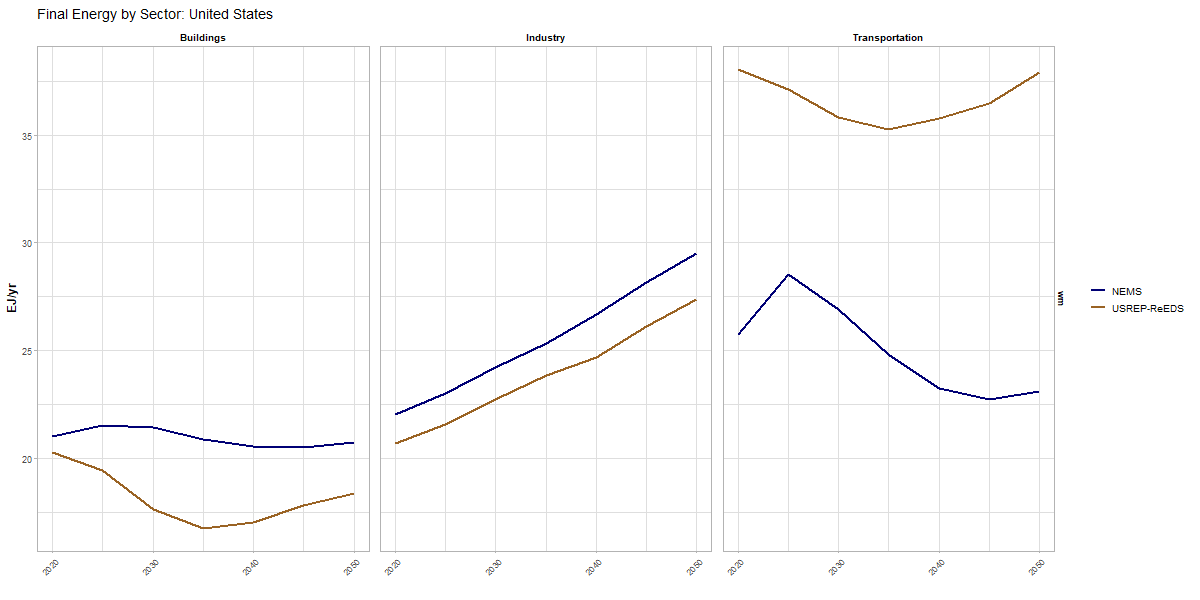 Final Energy by Sector: United States
Buildings
Industry
Transportation
EJ/yr
35
30
25
20
wm
NEMS
USREP-ReEDS
2020
2030
2040
2050
2020
2030
2040
2050
2020
2030
2040
2050